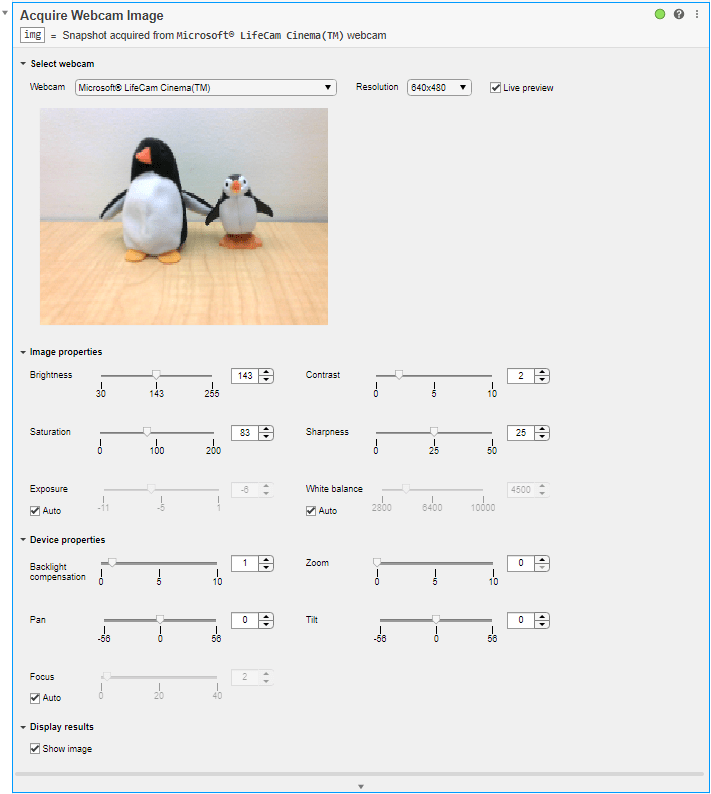 Acquire Webcam Image
img = Snapshot acquired from Microsoft® LifeCam Cinema(TM) webcam
Select webcam
Webcam Microsoft® LifeCam Cinema(TM) Resolution 640x480 Live preview
Image properties
Brightness 143 Contrast 2
30 143 255 0 5 10
Saturation 83 Sharpness 25
0 100 200 0 25 50
Exposure -6 White balance 4500
Auto -11 -5 1 Auto 2800 6400 10000
Device properties
Backlight compensation 1 Zoom 0
0 5 10 0 5 10
Pan 0 Tilt 0
-56 0 56 -56 0 56
Focus 2
Auto 0 20 40
Display results
Show image